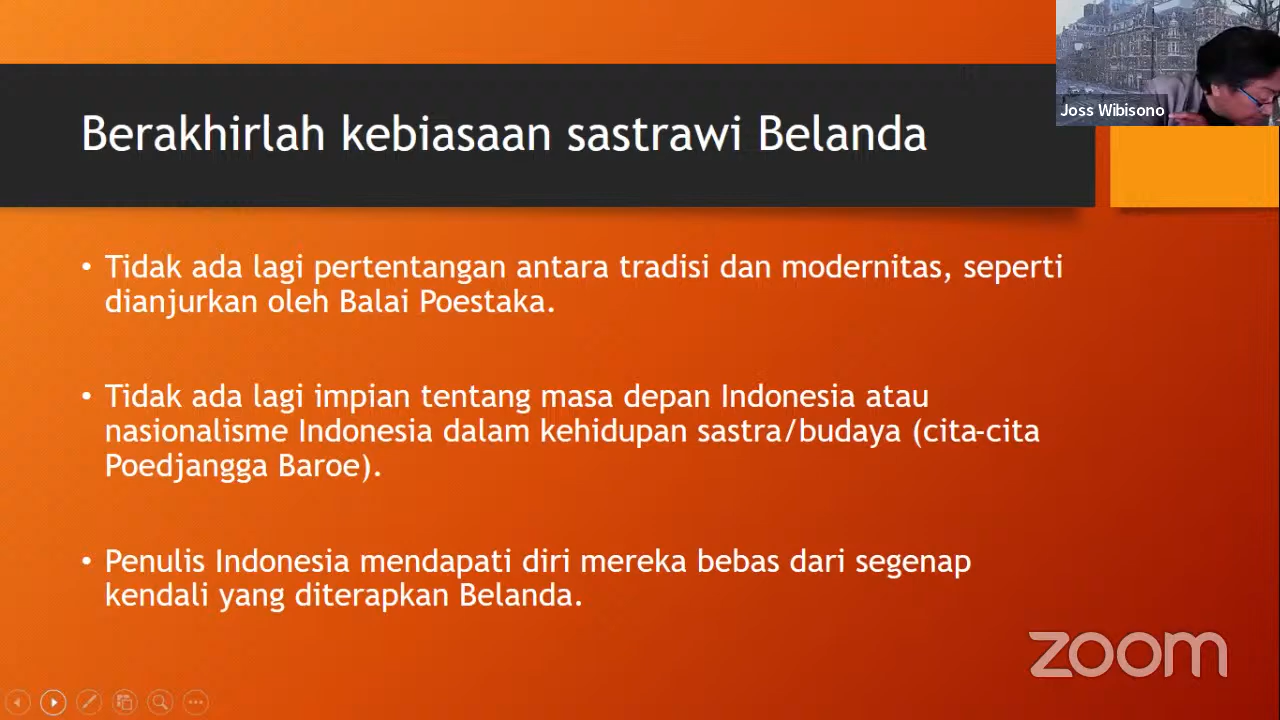 Joss Wibisono
Berakhirlah kebiasaan sastrawi Belanda
• Tidak ada lagi pertentangan antara tradisi dan modernitas, seperti
dianjurkan oleh Balai Poestaka.
• Tidak ada lagi impian tentang masa depan Indonesia atau
nasionalisme Indonesia dalam kehidupan sastra/budaya (cita-cita
Poedjangga Baroe).
• Penulis Indonesia mendapati diri mereka bebas dari segenap
kendali yang diterapkan Belanda.
zoom